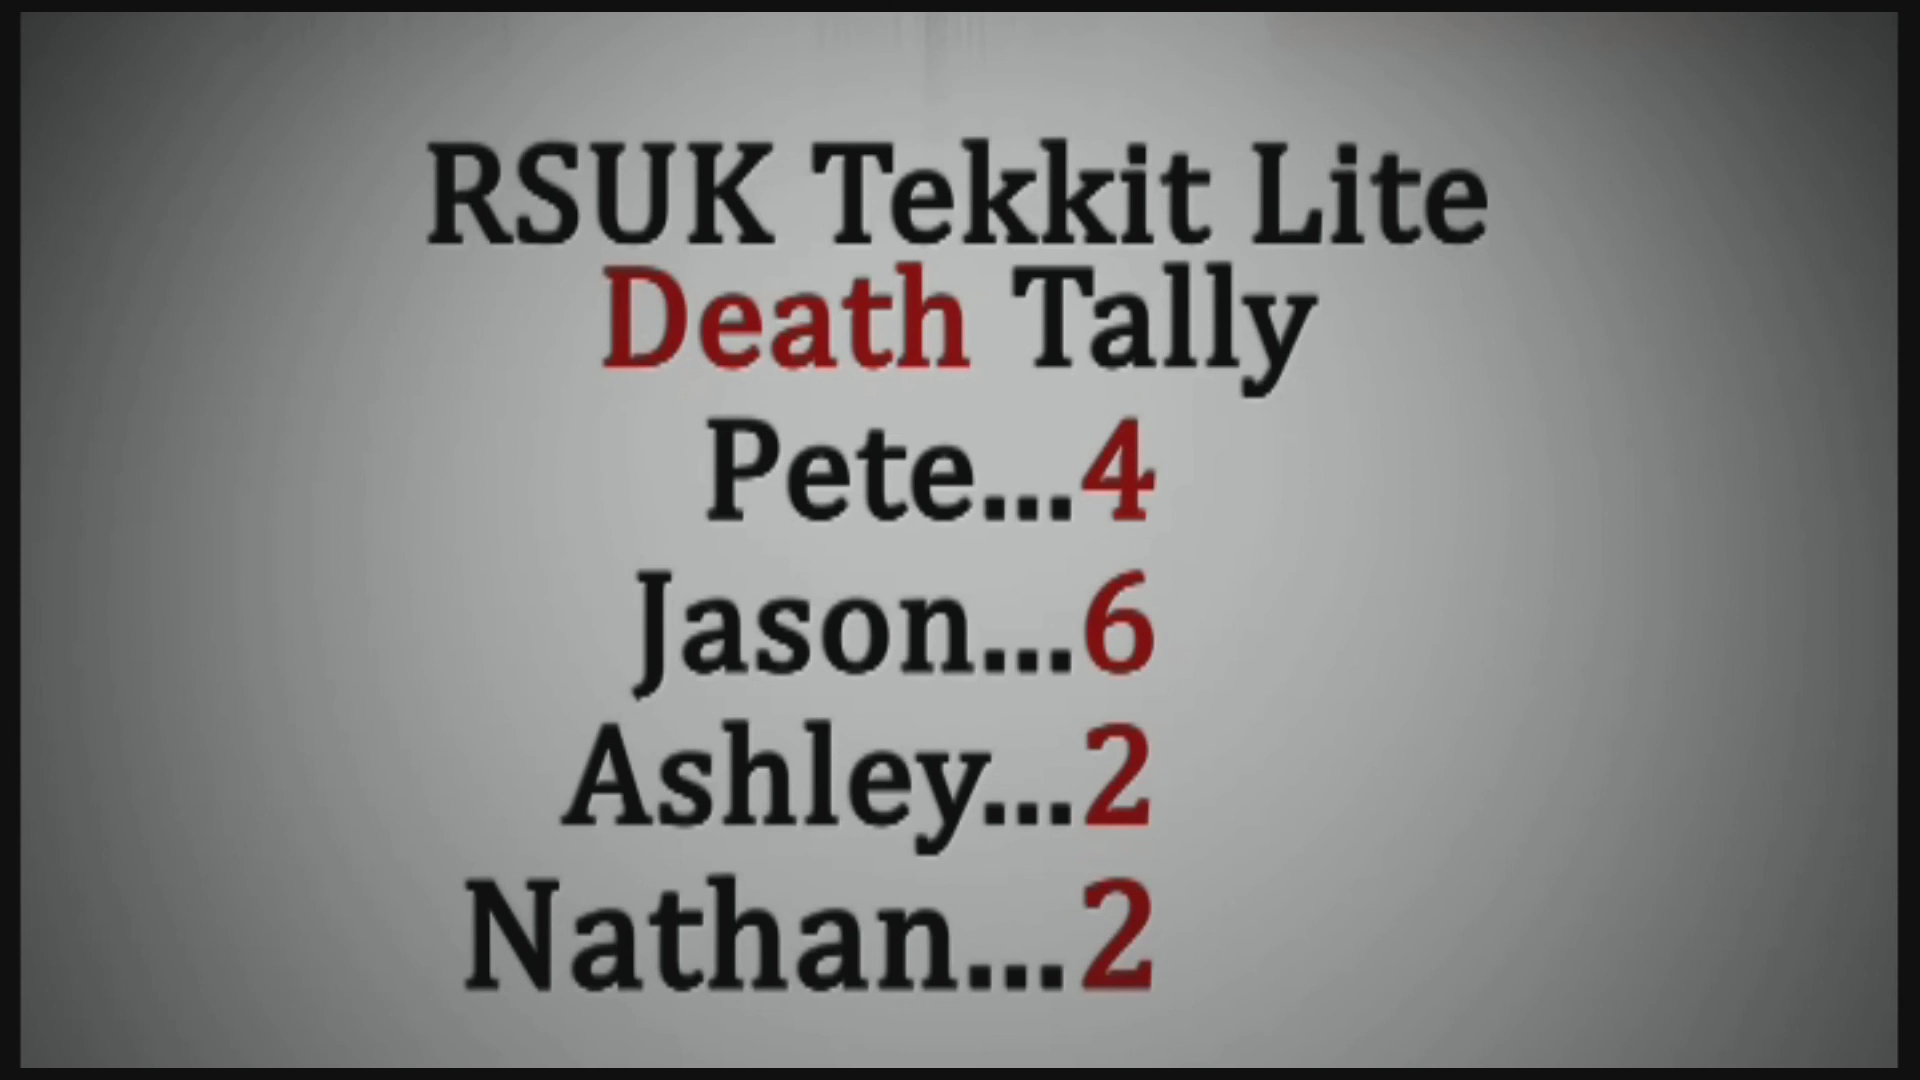 RSUK Tekkit Lite
Death Tally
Pete...4
Jason...6
Ashley...2
Nathan...2